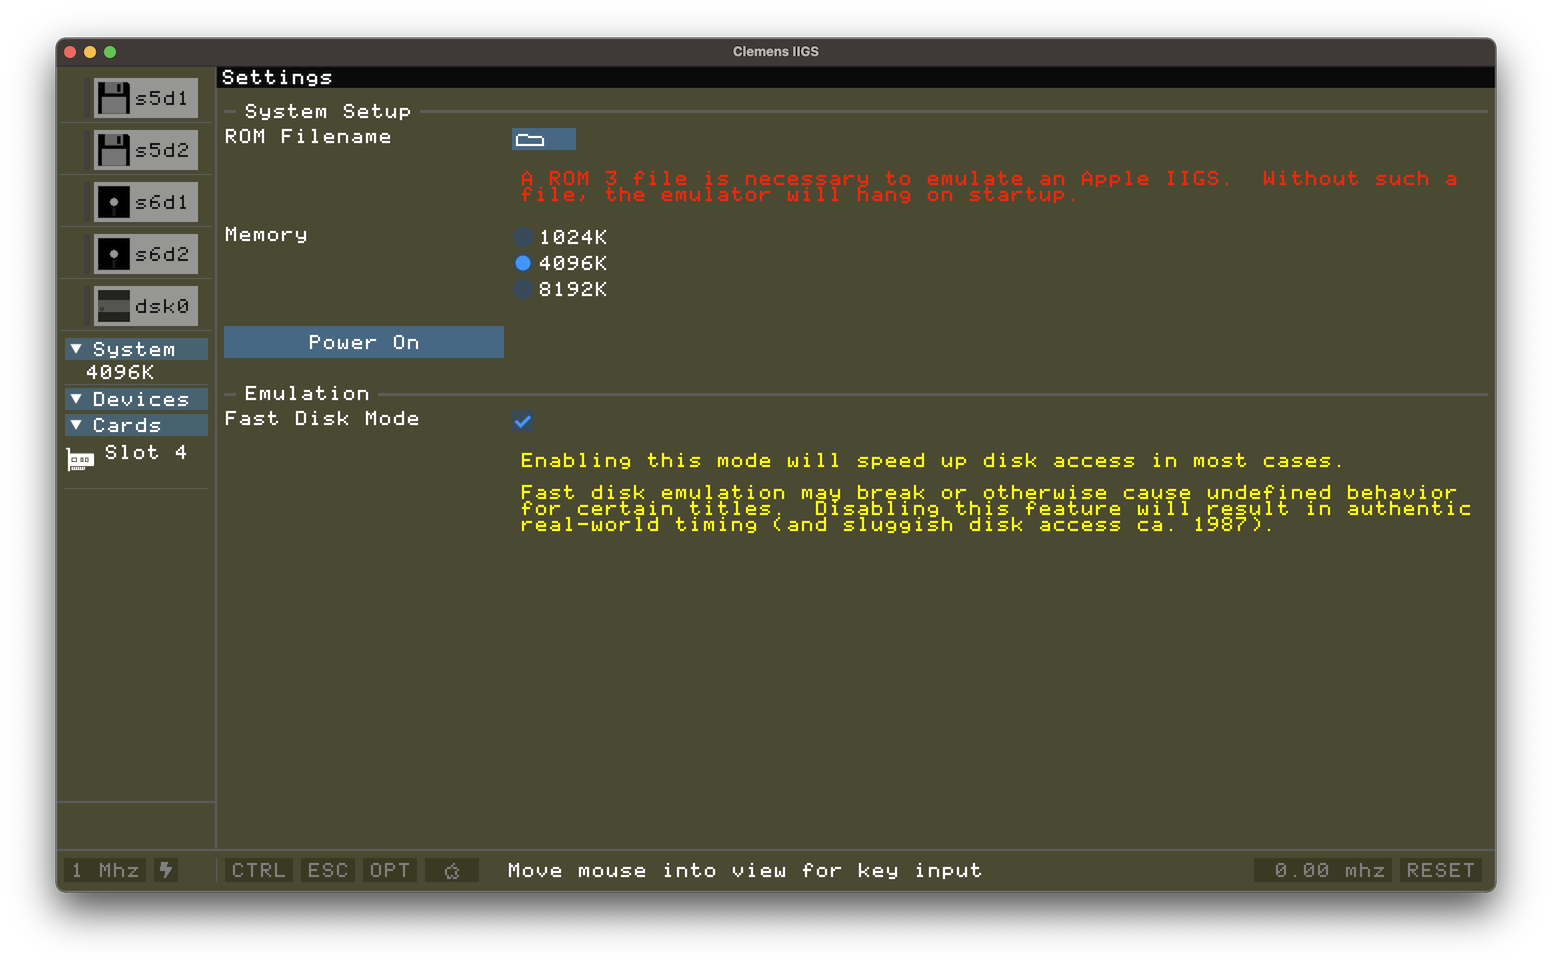 Clemens IIGS
s5d1
s5d2
s6d1
s6d2
dsk0
System
4096K
Devices
Cards
Slot 4
Settings
System Setup
ROM Filename
A ROM 3 file is necessary to emulate an Apple IIGS.  Without such a
file, the emulator will hang on startup.
Memory
1024K
4096K
8192K
Power On
Emulation
Fast Disk Mode
Enabling this mode will speed up disk access in most cases.
Fast disk emulation may break or otherwise cause undefined behavior
for certain titles.  Disabling this feature will result in authentic
real-world timing (and sluggish disk access ca. 1987).
1 Mhz
CTRL ESC OPT
Move mouse into view for key input
0.00 mhz
RESET